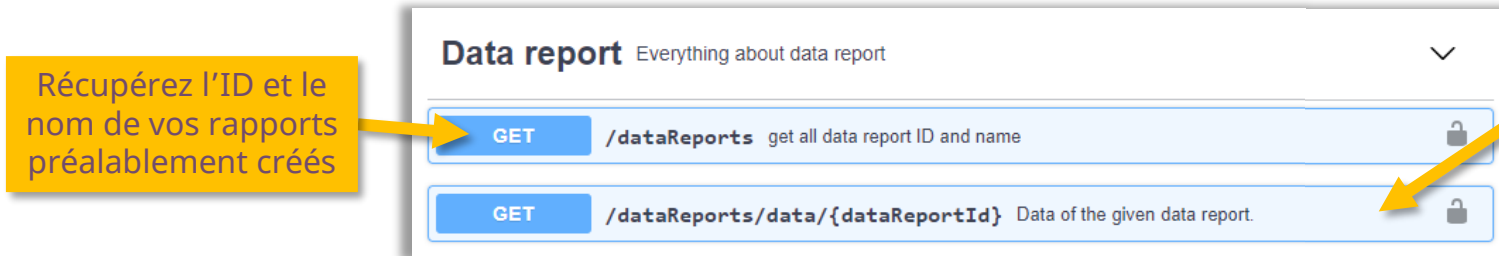 Data report Everything about data report
Récupérez l’ID et le
nom de vos rapports
préalablement créés
GET /dataReports get all data report ID and name
GET /dataReports/data/{dataReportId} Data of the given data report.